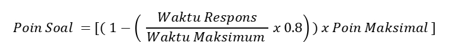 Poin Soal = [( 1 − ( Waktu Respons / Waktu Maksimum x 0.8 ) ) x Poin Maksimal ]